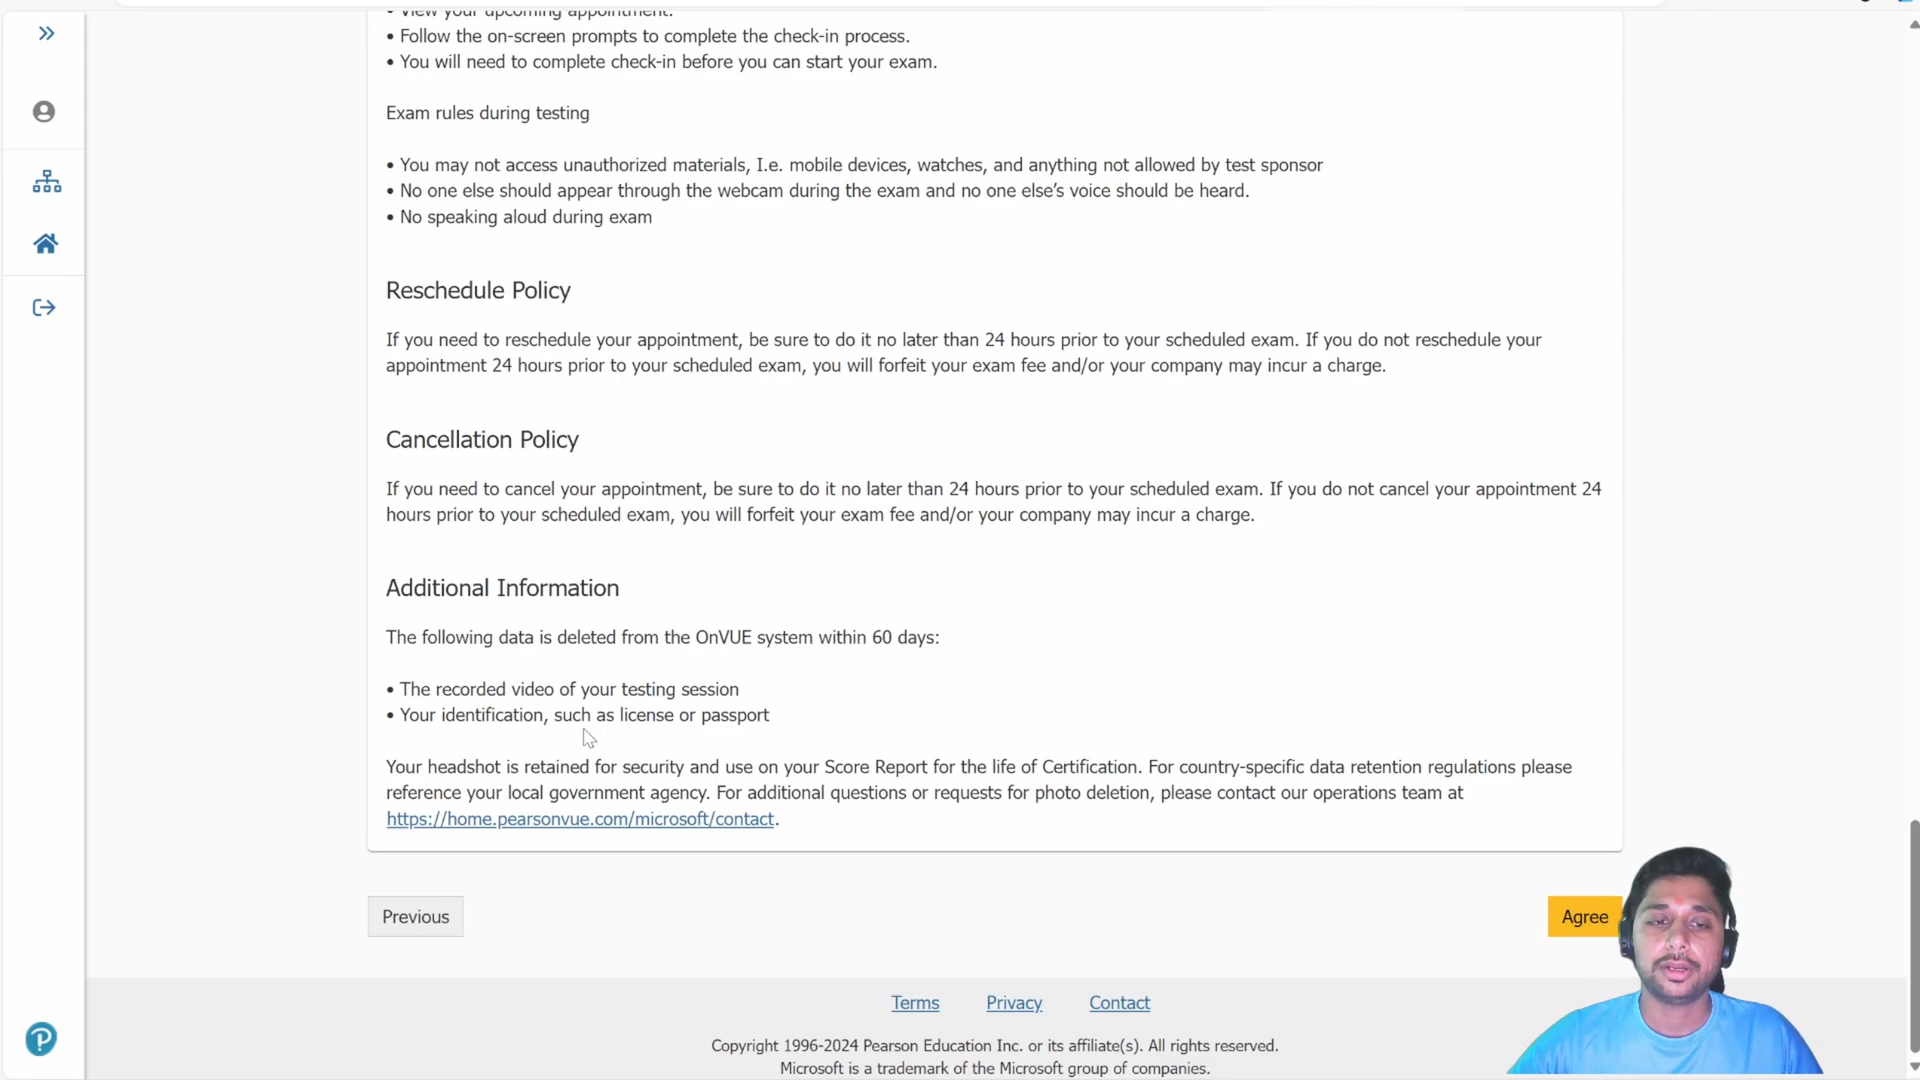 • View your upcoming appointment.
• Follow the on-screen prompts to complete the check-in process.
• You will need to complete check-in before you can start your exam.
Exam rules during testing
• You may not access unauthorized materials, I.e. mobile devices, watches, and anything not allowed by test sponsor
• No one else should appear through the webcam during the exam and no one else’s voice should be heard.
• No speaking aloud during exam
Reschedule Policy
If you need to reschedule your appointment, be sure to do it no later than 24 hours prior to your scheduled exam. If you do not reschedule your
appointment 24 hours prior to your scheduled exam, you will forfeit your exam fee and/or your company may incur a charge.
Cancellation Policy
If you need to cancel your appointment, be sure to do it no later than 24 hours prior to your scheduled exam. If you do not cancel your appointment 24
hours prior to your scheduled exam, you will forfeit your exam fee and/or your company may incur a charge.
Additional Information
The following data is deleted from the OnVUE system within 60 days:
• The recorded video of your testing session
• Your identification, such as license or passport
Your headshot is retained for security and use on your Score Report for the life of Certification. For country-specific data retention regulations please
reference your local government agency. For additional questions or requests for photo deletion, please contact our operations team at
https://home.pearsonvue.com/microsoft/contact.
Previous
Agree
Terms Privacy Contact
Copyright 1996-2024 Pearson Education Inc. or its affiliate(s). All rights reserved.
Microsoft is a trademark of the Microsoft group of companies.
P